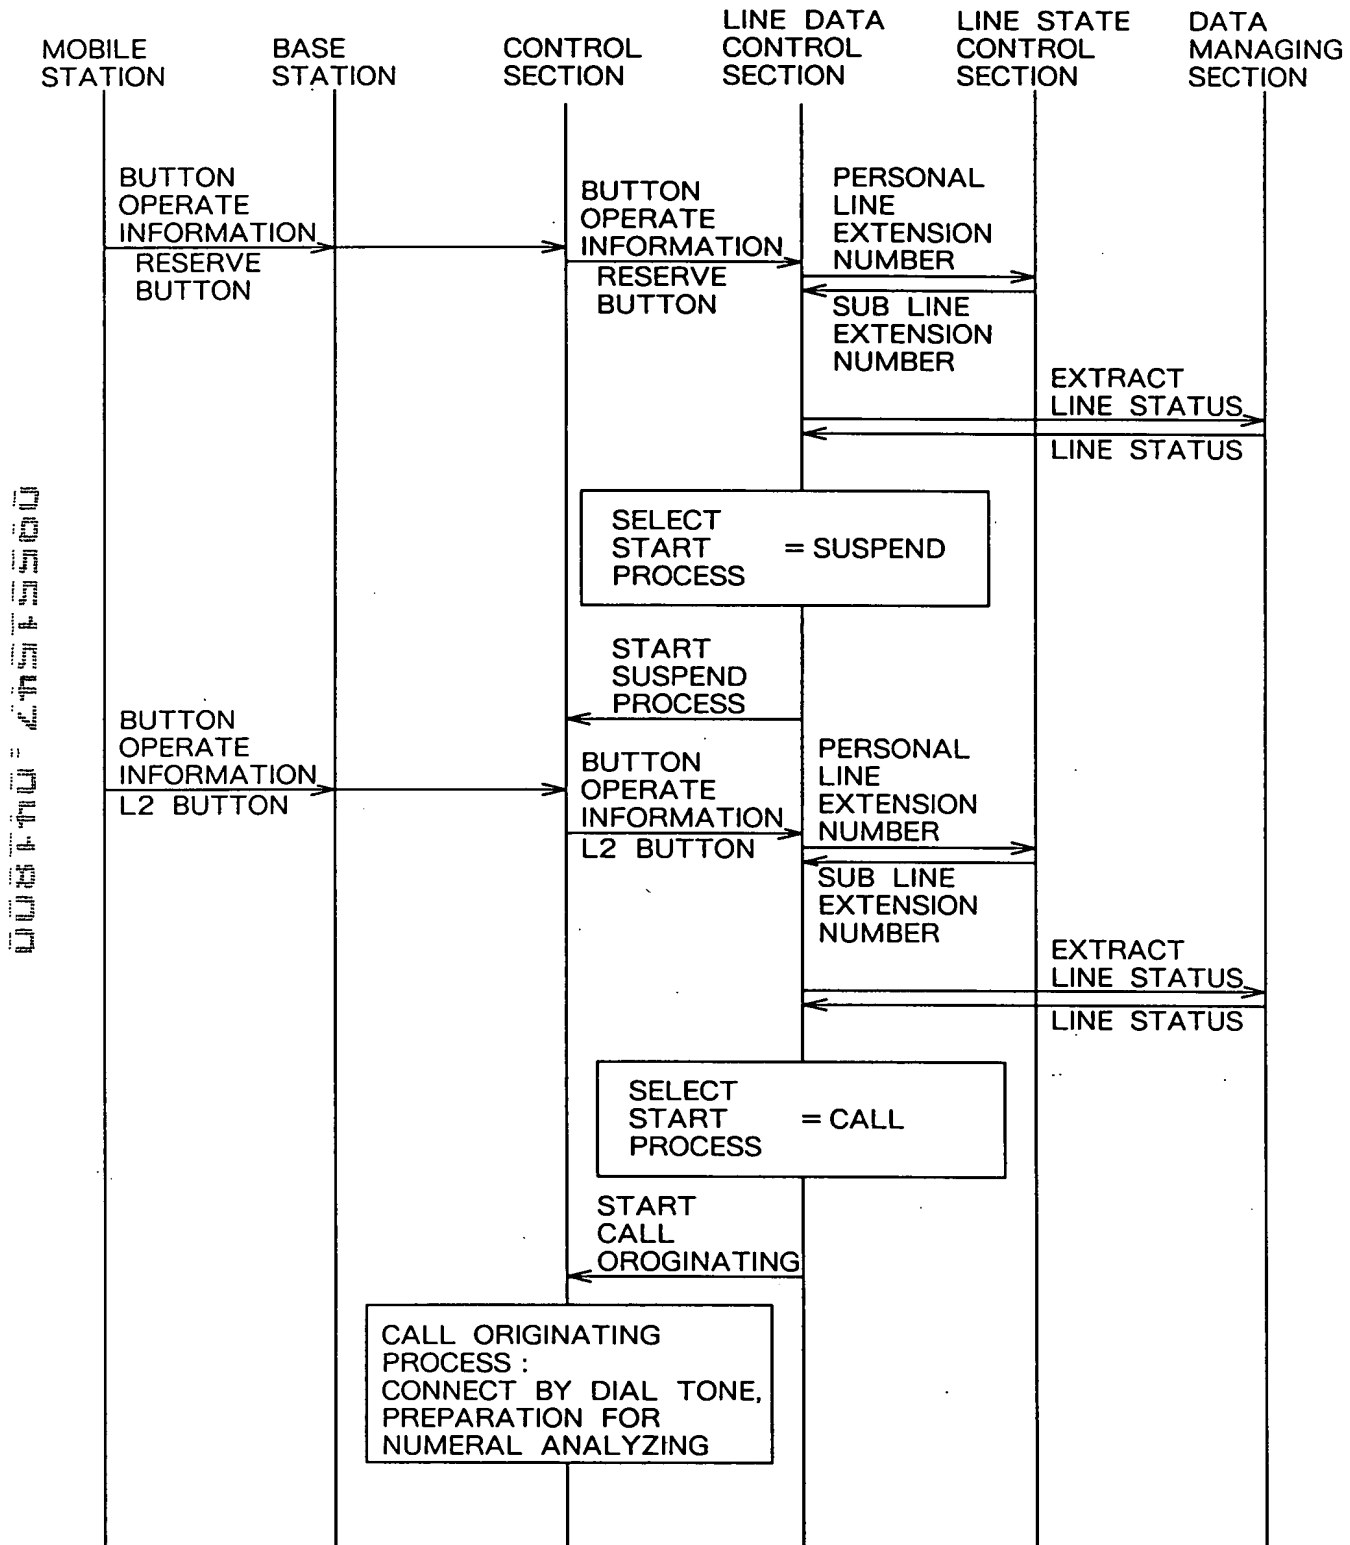 MOBILE
STATION
BASE
STATION
CONTROL
SECTION
LINE DATA
CONTROL
SECTION
LINE STATE
CONTROL
SECTION
DATA
MANAGING
SECTION
BUTTON
OPERATE
INFORMATION
RESERVE
BUTTON
BUTTON
OPERATE
INFORMATION
RESERVE
BUTTON
PERSONAL
LINE
EXTENSION
NUMBER
SUB LINE
EXTENSION
NUMBER
EXTRACT
LINE STATUS
LINE STATUS
SELECT
START = SUSPEND
PROCESS
START
SUSPEND
PROCESS
BUTTON
OPERATE
INFORMATION
L2 BUTTON
BUTTON
OPERATE
INFORMATION
L2 BUTTON
PERSONAL
LINE
EXTENSION
NUMBER
SUB LINE
EXTENSION
NUMBER
EXTRACT
LINE STATUS
LINE STATUS
SELECT
START = CALL
PROCESS
START
CALL
OROGINATING
CALL ORIGINATING
PROCESS :
CONNECT BY DIAL TONE,
PREPARATION FOR
NUMERAL ANALYZING